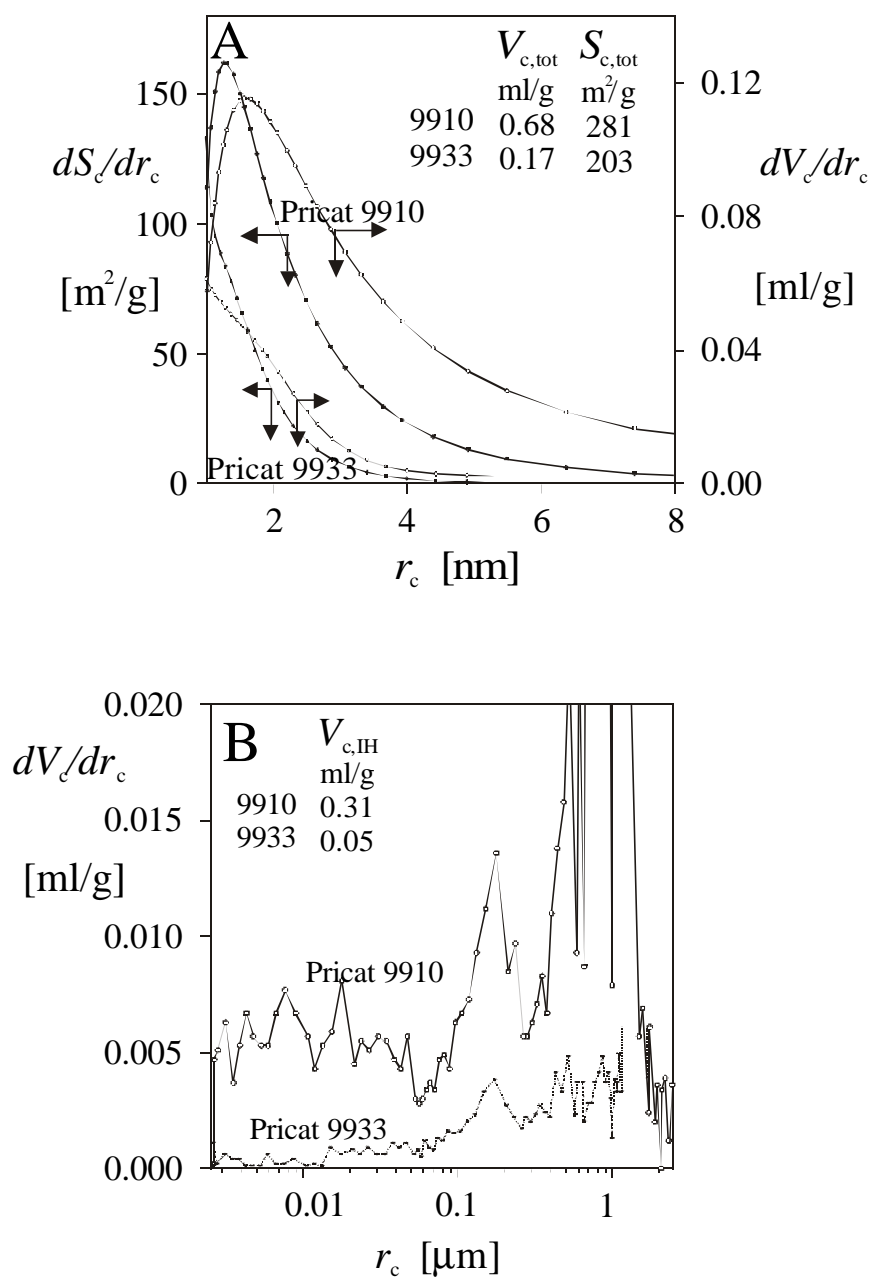 A
V_c,tot S_c,tot
ml/g m²/g
9910 0.68 281
9933 0.17 203
150
100
50
0
dS_c/dr_c
[m²/g]
0.12
0.08
0.04
0.00
dV_c/dr_c
[ml/g]
Pricat 9910
Pricat 9933
2 4 6 8
r_c [nm]
B
V_c,IH
ml/g
9910 0.31
9933 0.05
0.020
0.015
0.010
0.005
0.000
dV_c/dr_c
[ml/g]
Pricat 9910
Pricat 9933
0.01 0.1 1
r_c [μm]